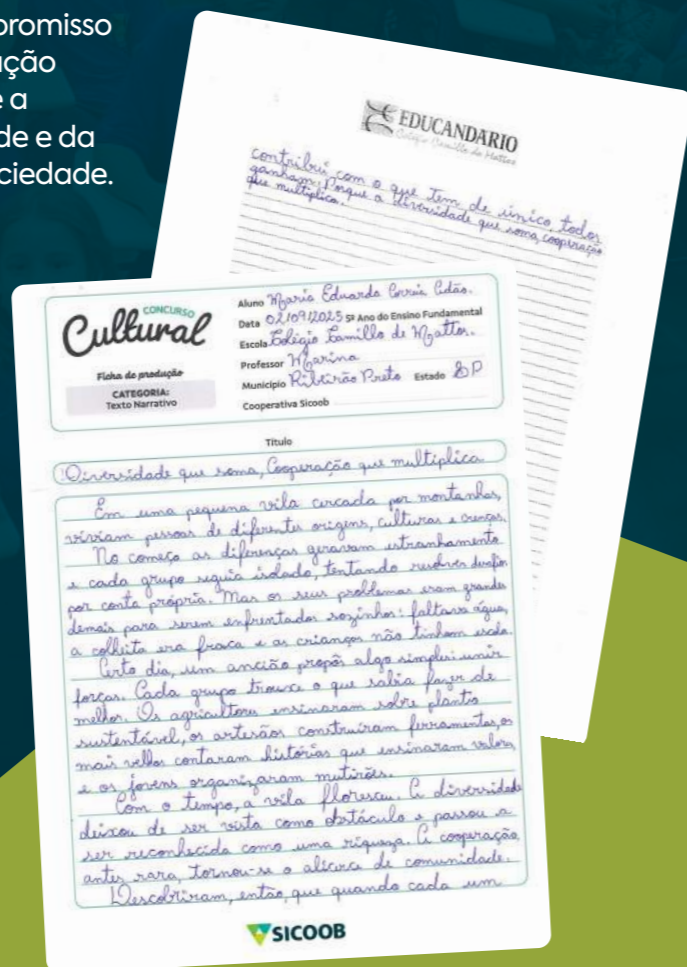 promisso
ação
e a
de e da
ciedade.
EDUCANDÁRIO
Colégio Camillo de Mattos
contribui com o que tem de único, todos
ganham. Porque a diversidade que soma, cooperação
que multiplica.
CONCURSO
Cultural
Ficha de produção
CATEGORIA:
Texto Narrativo
Aluno Maria Eduarda Correia Adão.
Data 02/09/2025 5º Ano do Ensino Fundamental
Escola Colégio Camillo de Mattos.
Professor Marina
Município Ribeirão Preto Estado SP
Cooperativa Sicoob
Título
Diversidade que soma, Cooperação que multiplica
Em uma pequena vila cercada por montanhas,
viviam pessoas de diferentes origens, culturas e crenças.
No começo as diferenças geravam estranhamento
e cada grupo seguia isolado, tentando resolver desafios
por conta própria. Mas os seus problemas eram grandes
demais para serem enfrentados sozinhos: faltava água,
a colheita era fraca e as crianças não tinham escola.
Certo dia, um ancião propôs algo simples: unir
forças. Cada grupo trouxe o que sabia fazer de
melhor. Os agricultores ensinaram sobre plantio
sustentável, os artesãos construíram ferramentas, os
mais velhos contaram histórias que ensinaram valores,
e os jovens organizaram mutirões.
Com o tempo, a vila floresceu. A diversidade
deixou de ser vista como obstáculo e passou a
ser reconhecida como uma riqueza. A cooperação,
antes rara, tornou-se o alicerce de comunidade.
Descobriram, então, que quando cada um
SICOOB